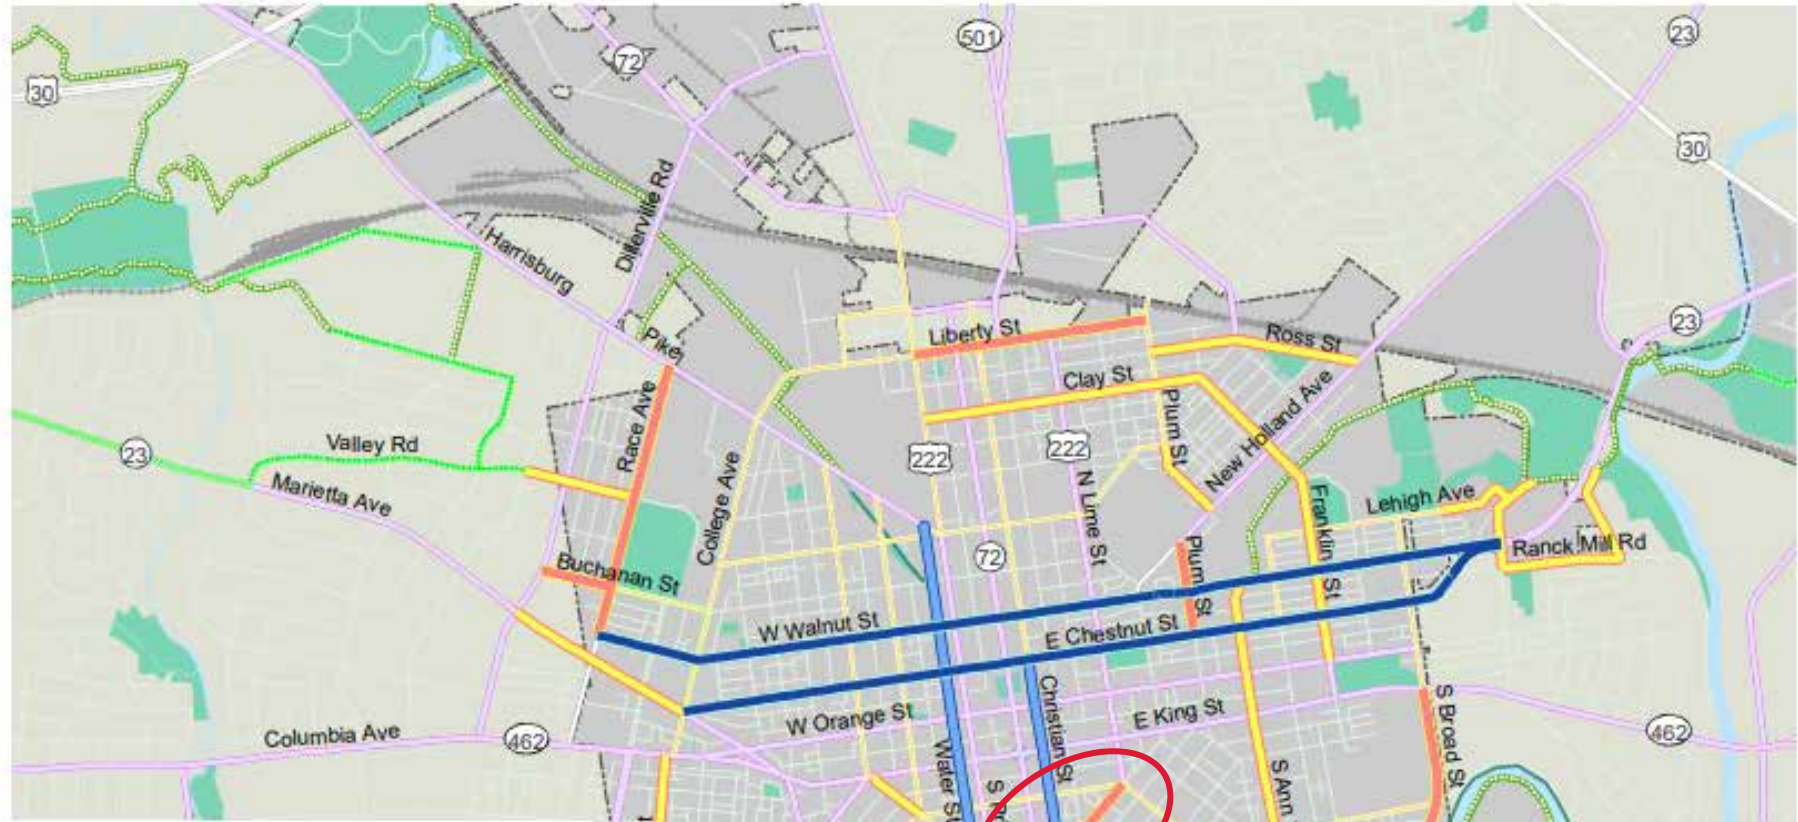 501
23
72
30
30
Dillerville Rd
Harrisburg
Pike
23
Liberty St
Ross St
Clay St
Race Ave
Plum St
New Holland Ave
Valley Rd
23
222
222
Marietta Ave
College Ave
N Lime St
Lehigh Ave
Franklin St
72
Plum St
Ranck Mill Rd
Buchanan St
W Walnut St
E Chestnut St
Christian St
W Orange St
E King St
S Broad St
Columbia Ave
462
462
Water St
S Ann